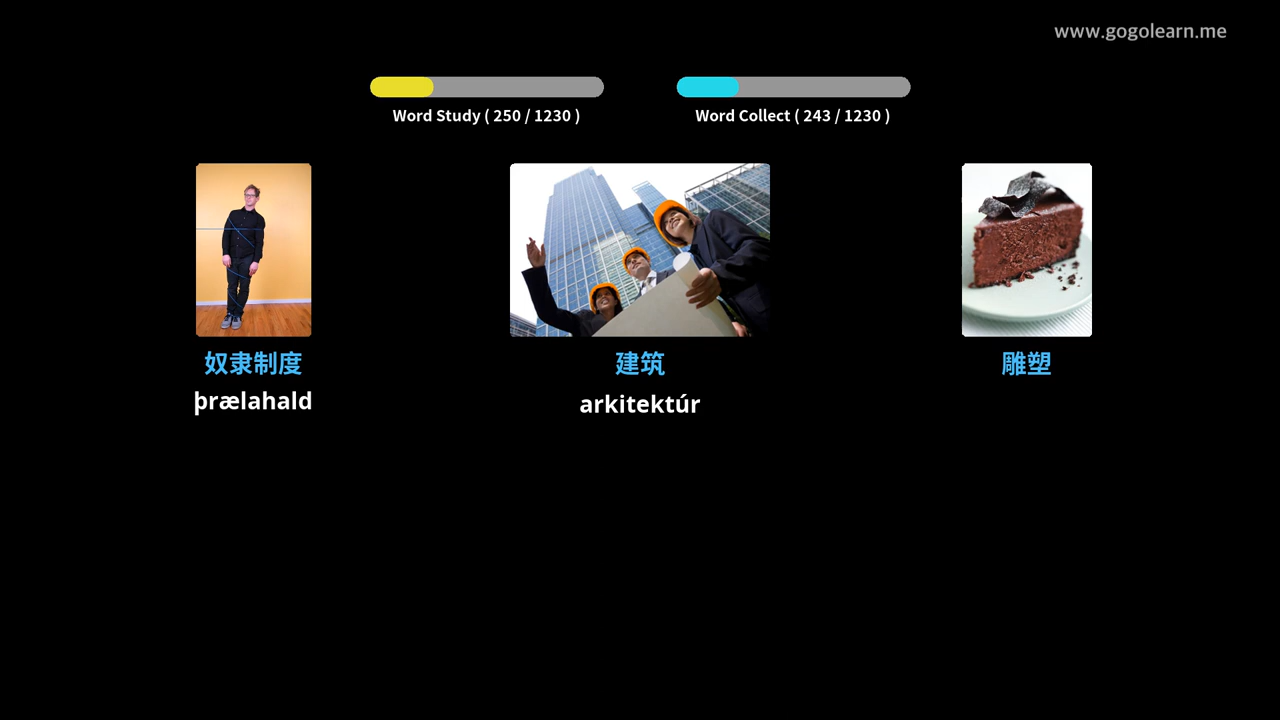 www.gogolearn.me
Word Study ( 250 / 1230 )
Word Collect ( 243 / 1230 )
奴隶制度
建筑
雕塑
þrælahald
arkitektúr